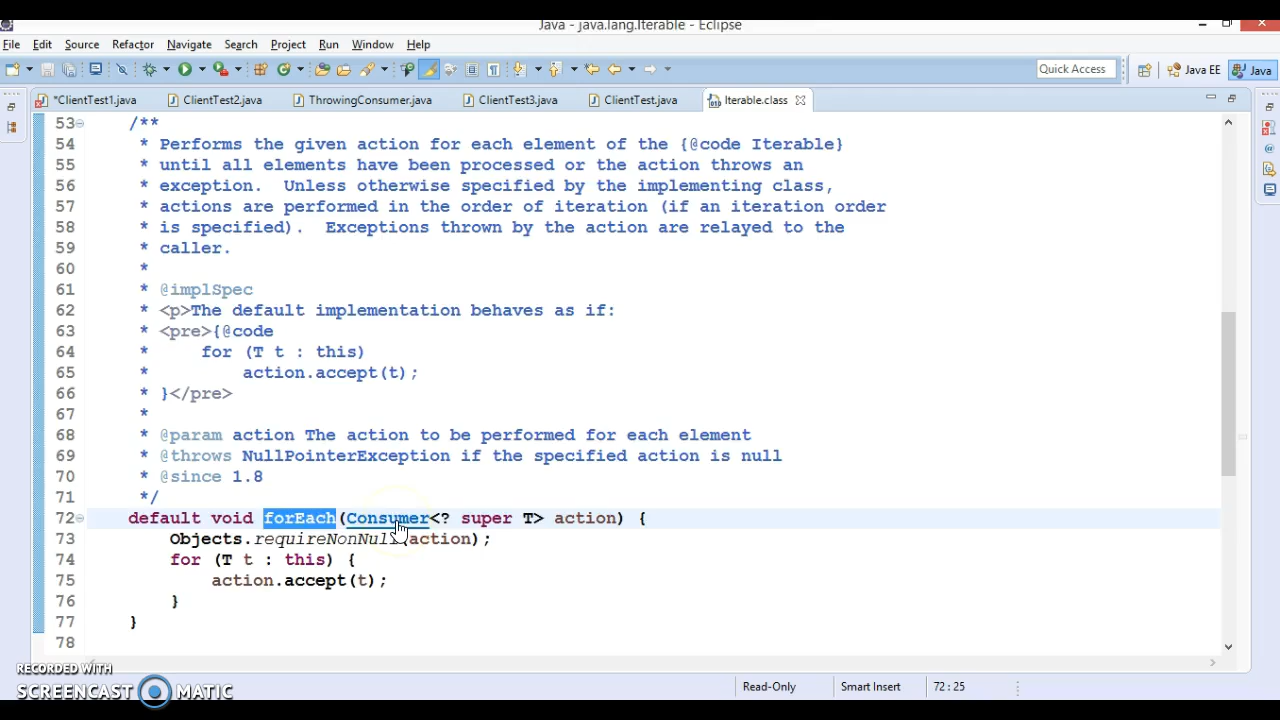 Java - java.lang.Iterable - Eclipse
File Edit Source Refactor Navigate Search Project Run Window Help
Quick Access Java EE Java
*ClientTest1.java ClientTest2.java ThrowingConsumer.java ClientTest3.java ClientTest.java Iterable.class
53 /**
54 * Performs the given action for each element of the {@code Iterable}
55 * until all elements have been processed or the action throws an
56 * exception.  Unless otherwise specified by the implementing class,
57 * actions are performed in the order of iteration (if an iteration order
58 * is specified).  Exceptions thrown by the action are relayed to the
59 * caller.
60 *
61 * @implSpec
62 * <p>The default implementation behaves as if:
63 * <pre>{@code
64 *     for (T t : this)
65 *         action.accept(t);
66 * }</pre>
67 *
68 * @param action The action to be performed for each element
69 * @throws NullPointerException if the specified action is null
70 * @since 1.8
71 */
72 default void forEach(Consumer<? super T> action) {
73 Objects.requireNonNull(action);
74 for (T t : this) {
75 action.accept(t);
76 }
77 }
78
RECORDED WITH
SCREENCAST MATIC
Read-Only Smart Insert 72 : 25